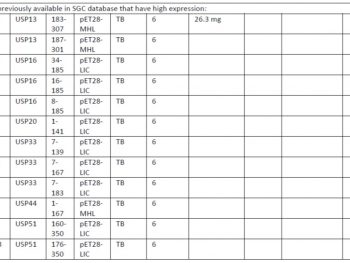 previously available in SGC database that have high expression:
USP13 183-307 pET28-MHL TB 6 26.3 mg
USP13 187-301 pET28-MHL TB 6
USP16 34-185 pET28-LIC TB 6
USP16 16-185 pET28-LIC TB 6
USP16 8-185 pET28-LIC TB 6
USP20 1-141 pET28-LIC TB 6
USP33 7-139 pET28-LIC TB 6
USP33 7-167 pET28-LIC TB 6
USP33 7-183 pET28-LIC TB 6
USP44 1-167 pET28-MHL TB 6
USP51 160-350 pET28-LIC TB 6
USP51 176-350 pET28-LIC TB 6